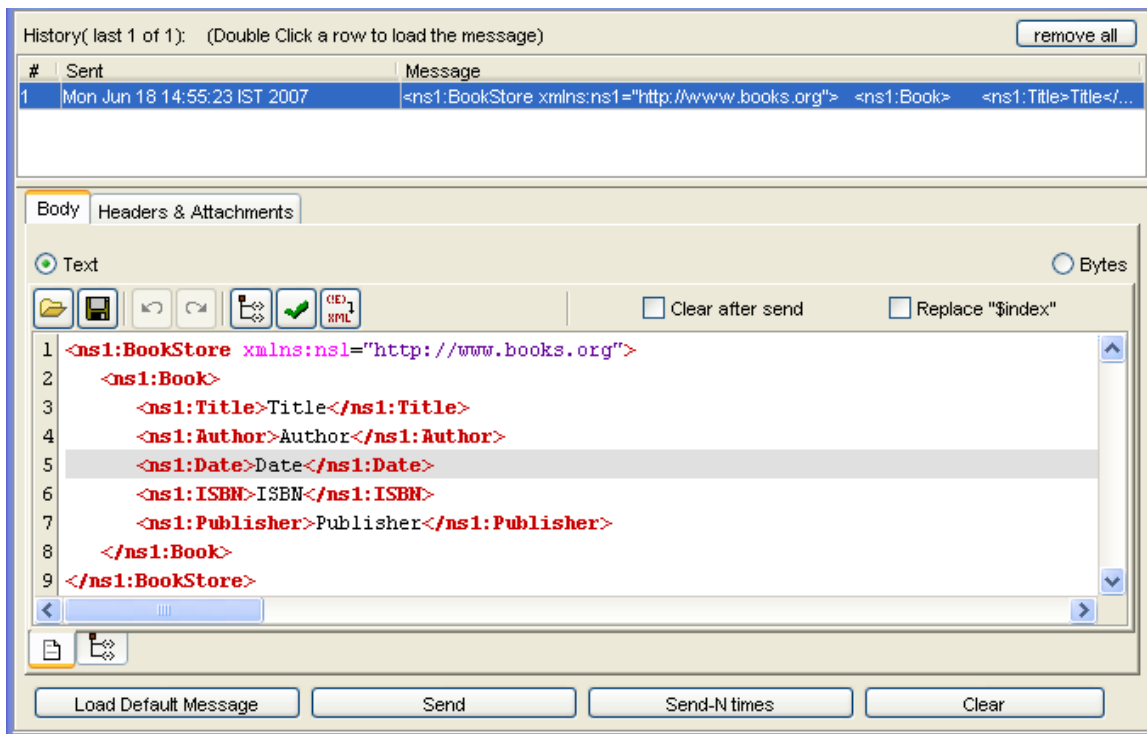 History( last 1 of 1): (Double Click a row to load the message) remove all
# Sent Message
1 Mon Jun 18 14:55:23 IST 2007 <ns1:BookStore xmlns:ns1="http://www.books.org"> <ns1:Book> <ns1:Title>Title</...
Body Headers & Attachments
Text Bytes
(!E) XML Clear after send Replace "$index"
1 <ns1:BookStore xmlns:ns1="http://www.books.org">
2 <ns1:Book>
3 <ns1:Title>Title</ns1:Title>
4 <ns1:Author>Author</ns1:Author>
5 <ns1:Date>Date</ns1:Date>
6 <ns1:ISBN>ISBN</ns1:ISBN>
7 <ns1:Publisher>Publisher</ns1:Publisher>
8 </ns1:Book>
9 </ns1:BookStore>
Load Default Message Send Send-N times Clear